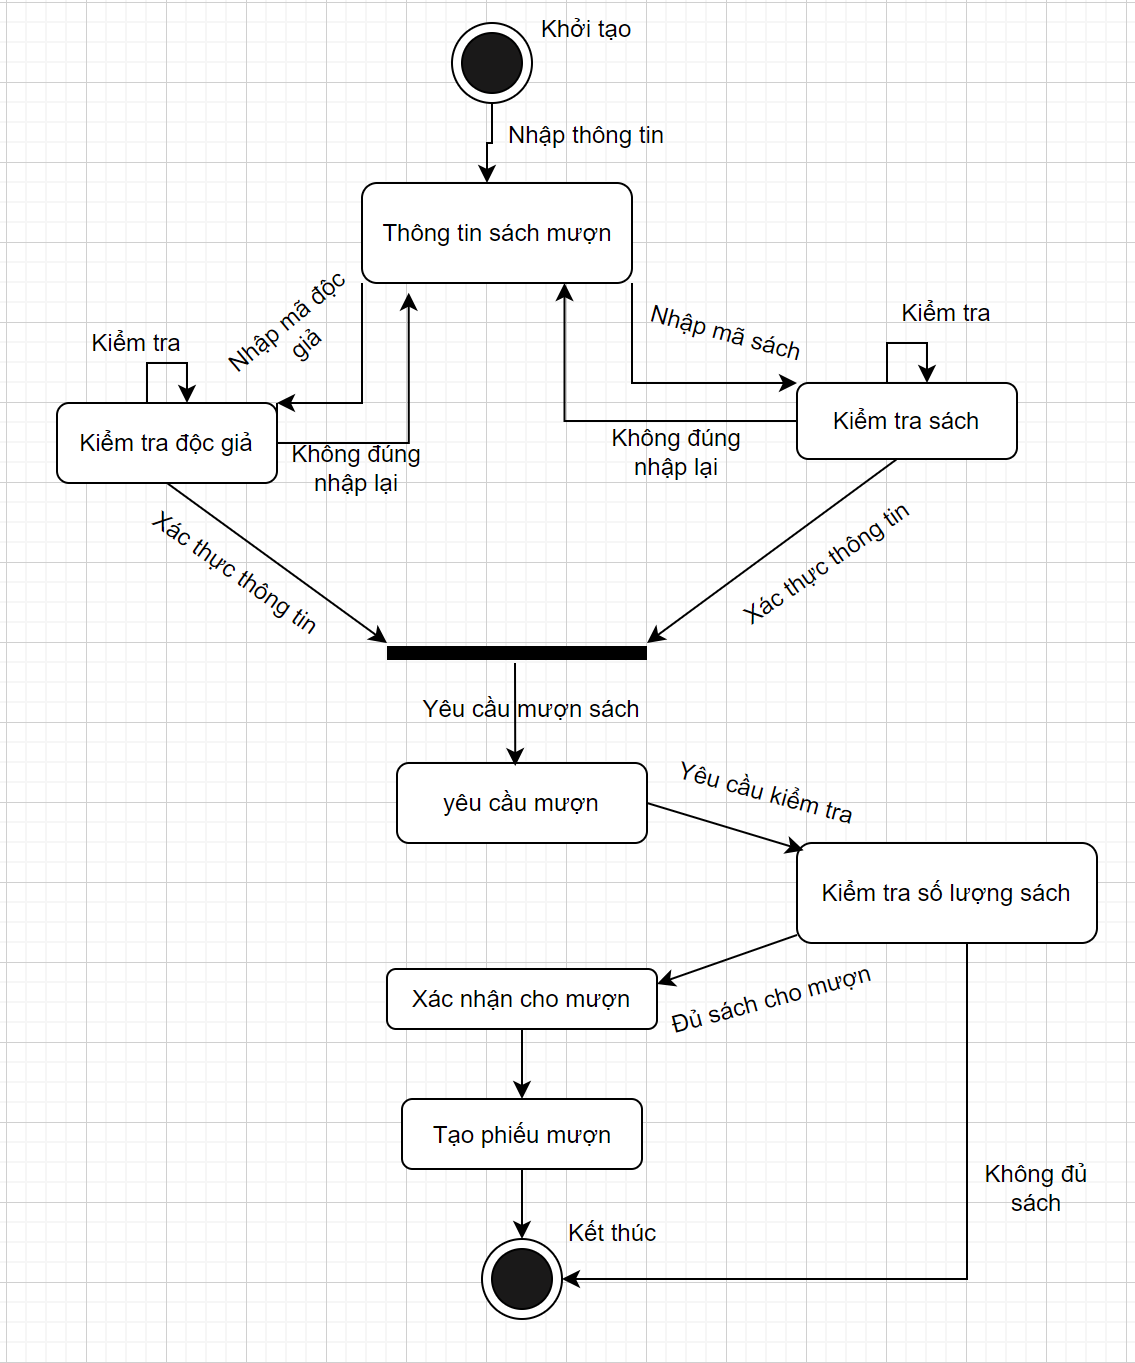 Khởi tạo
Nhập thông tin
Thông tin sách mượn
Nhập mã độc
giả
Nhập mã sách
Kiểm tra
Kiểm tra
Kiểm tra độc giả
Kiểm tra sách
Không đúng
nhập lại
Không đúng
nhập lại
Xác thực thông tin
Xác thực thông tin
Yêu cầu mượn sách
yêu cầu mượn
Yêu cầu kiểm tra
Kiểm tra số lượng sách
Xác nhận cho mượn
Đủ sách cho mượn
Tạo phiếu mượn
Không đủ
sách
Kết thúc